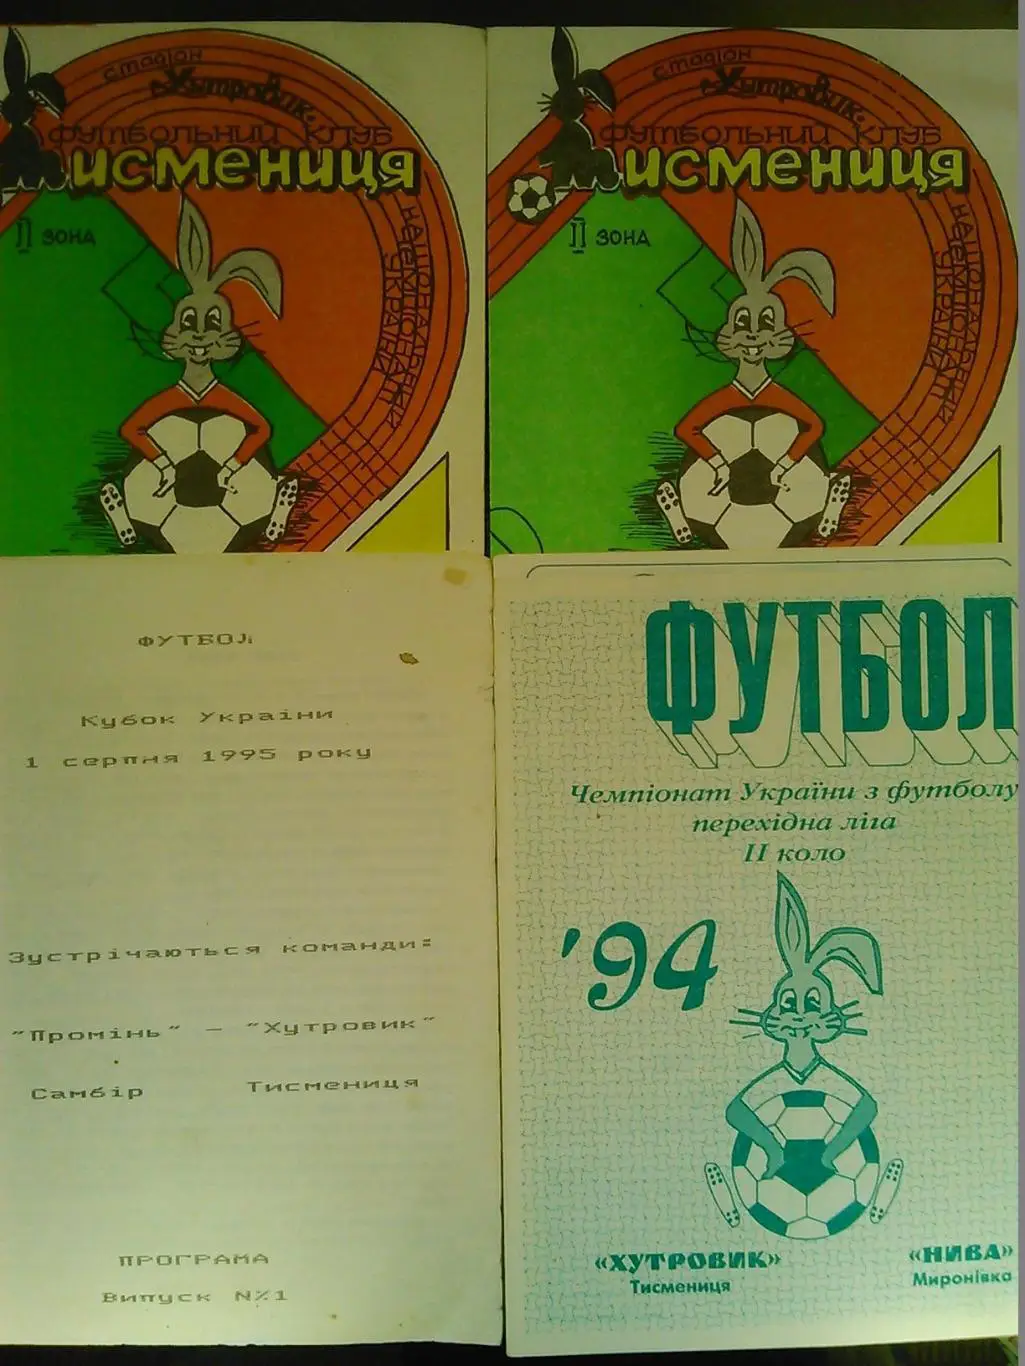 стадіон
«Хутровик»
ФУТБОЛЬНИЙ КЛУБ
Тисмениця
II ЗОНА
НАЦІОНАЛЬНИЙ
ЧЕМПІОНАТ
УКРАЇНИ
стадіон
«Хутровик»
ФУТБОЛЬНИЙ КЛУБ
Тисмениця
II ЗОНА
НАЦІОНАЛЬНИЙ
ЧЕМПІОНАТ
УКРАЇНИ
ФУТБОЛ
Кубок України
1 серпня 1995 року
Зустрічаються команди:
"Промінь" – "Хутровик"
Самбір Тисмениця
ПРОГРАМА
Випуск №1
ФУТБОЛ
Чемпіонат України з футболу
перехідна ліга
II коло
'94
«ХУТРОВИК»
Тисмениця
«НИВА»
Миронівка